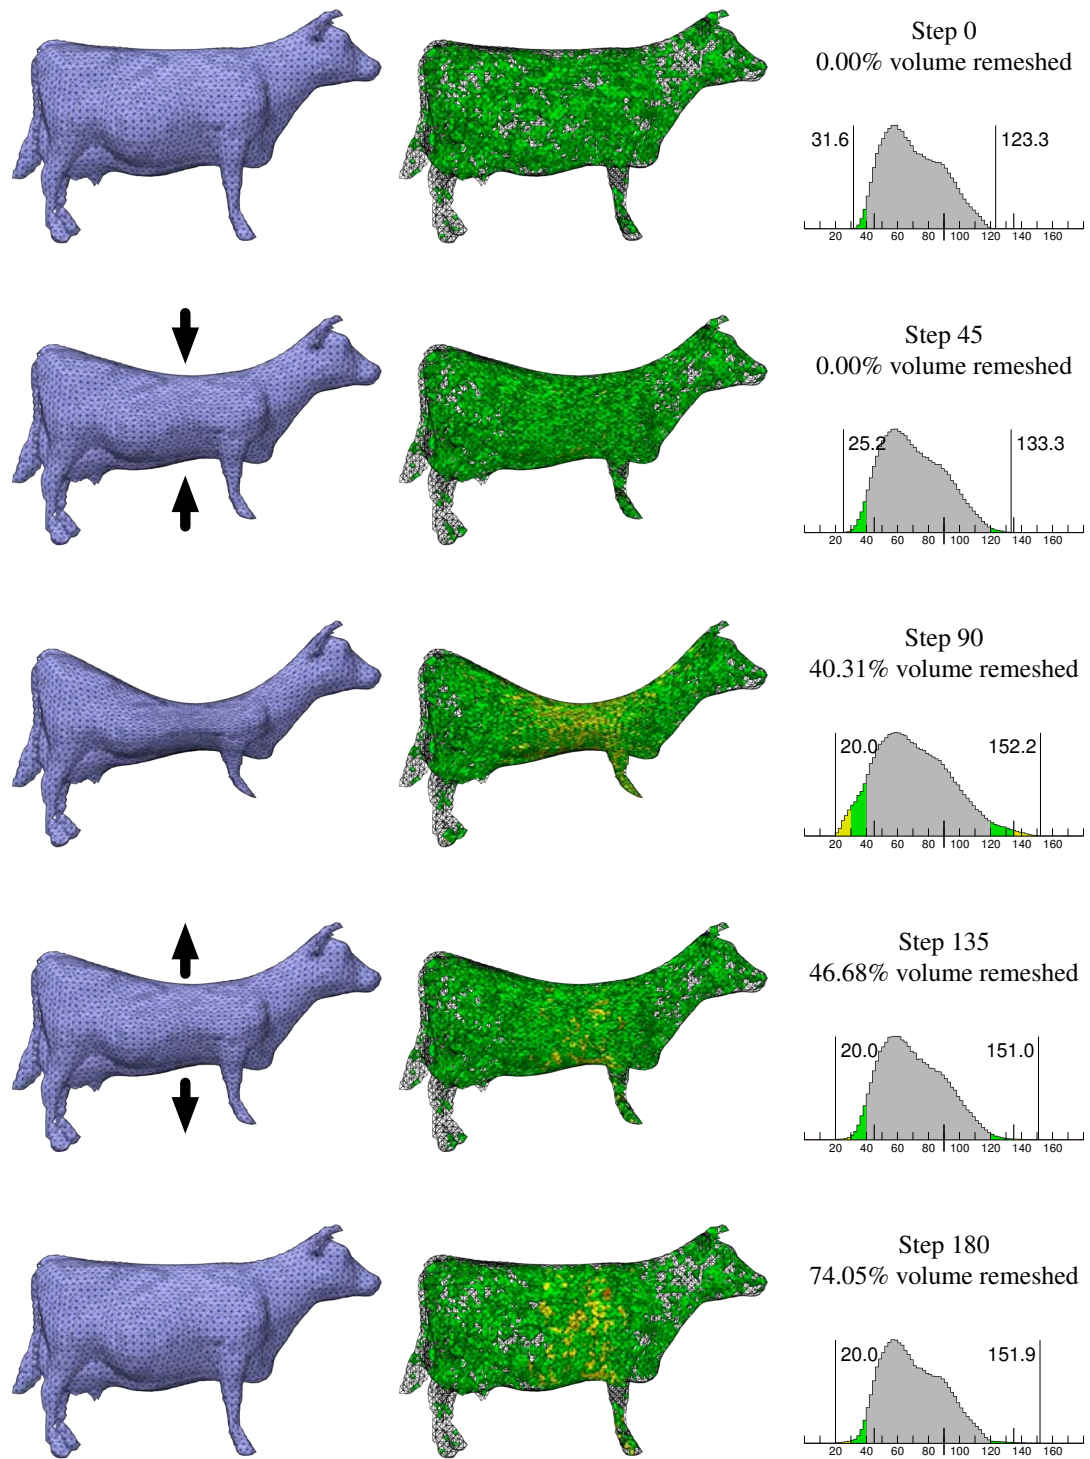 Step 0
0.00% volume remeshed
31.6 123.3
20 40 60 80 100 120 140 160
Step 45
0.00% volume remeshed
25.2 133.3
20 40 60 80 100 120 140 160
Step 90
40.31% volume remeshed
20.0 152.2
20 40 60 80 100 120 140 160
Step 135
46.68% volume remeshed
20.0 151.0
20 40 60 80 100 120 140 160
Step 180
74.05% volume remeshed
20.0 151.9
20 40 60 80 100 120 140 160